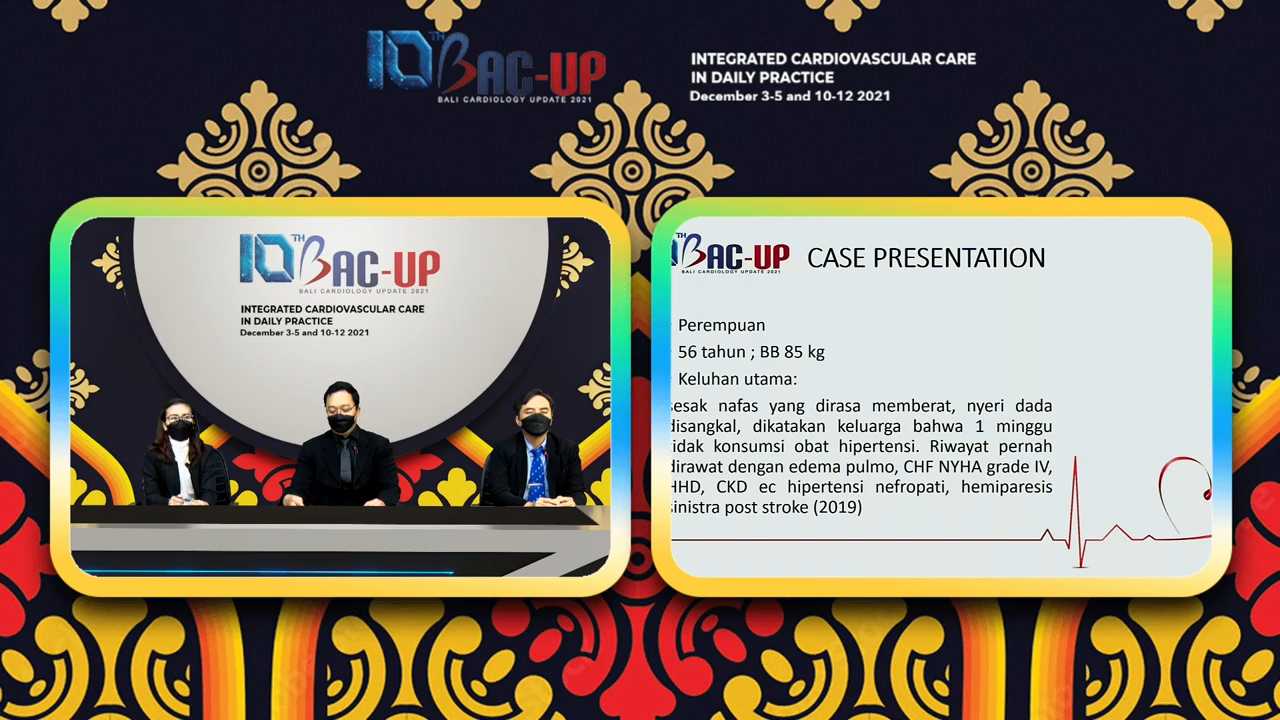 10TH BAC-UP
BALI CARDIOLOGY UPDATE 2021
INTEGRATED CARDIOVASCULAR CARE
IN DAILY PRACTICE
December 3-5 and 10-12 2021
10TH BAC-UP
BALI CARDIOLOGY UPDATE 2021
INTEGRATED CARDIOVASCULAR CARE
IN DAILY PRACTICE
December 3-5 and 10-12 2021
TH BAC-UP
BALI CARDIOLOGY UPDATE 2021
CASE PRESENTATION
Perempuan
56 tahun ; BB 85 kg
Keluhan utama:
sesak nafas yang dirasa memberat, nyeri dada
disangkal, dikatakan keluarga bahwa 1 minggu
tidak konsumsi obat hipertensi. Riwayat pernah
dirawat dengan edema pulmo, CHF NYHA grade IV,
HHD, CKD ec hipertensi nefropati, hemiparesis
sinistra post stroke (2019)